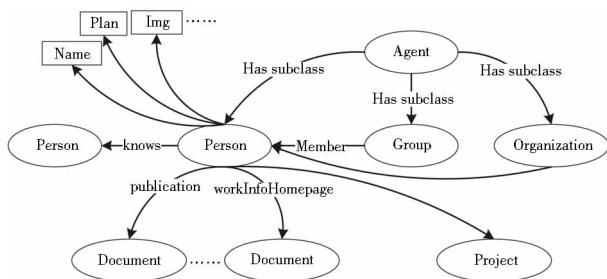 Plan
Img
……
Name
Agent
Has subclass
Has subclass
Has subclass
Person
knows
Person
Member
Group
Organization
publication
workInfoHomepage
Document
……
Document
Project